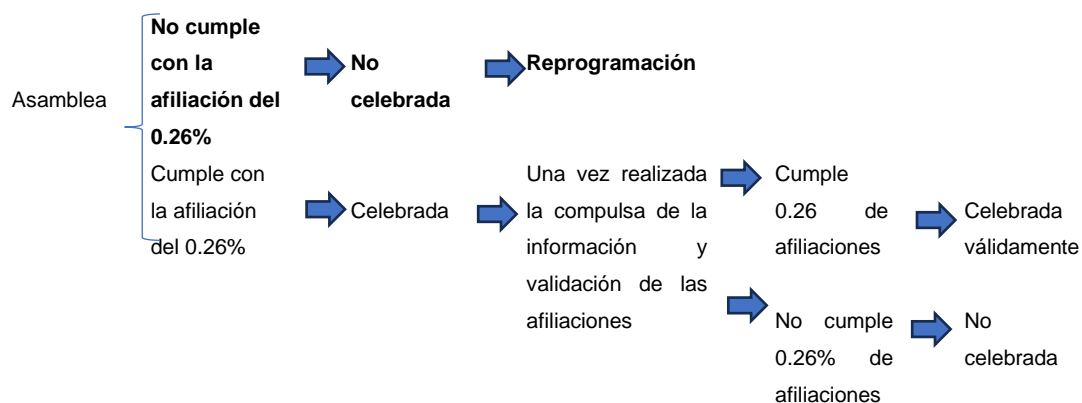 Asamblea
No cumple
con la
afiliación del
0.26%
No
celebrada
Reprogramación
Cumple con
la afiliación
del 0.26%
Celebrada
Una vez realizada
la compulsa de la
información y
validación de las
afiliaciones
Cumple
0.26 de
afiliaciones
Celebrada
válidamente
No cumple
0.26% de
afiliaciones
No
celebrada